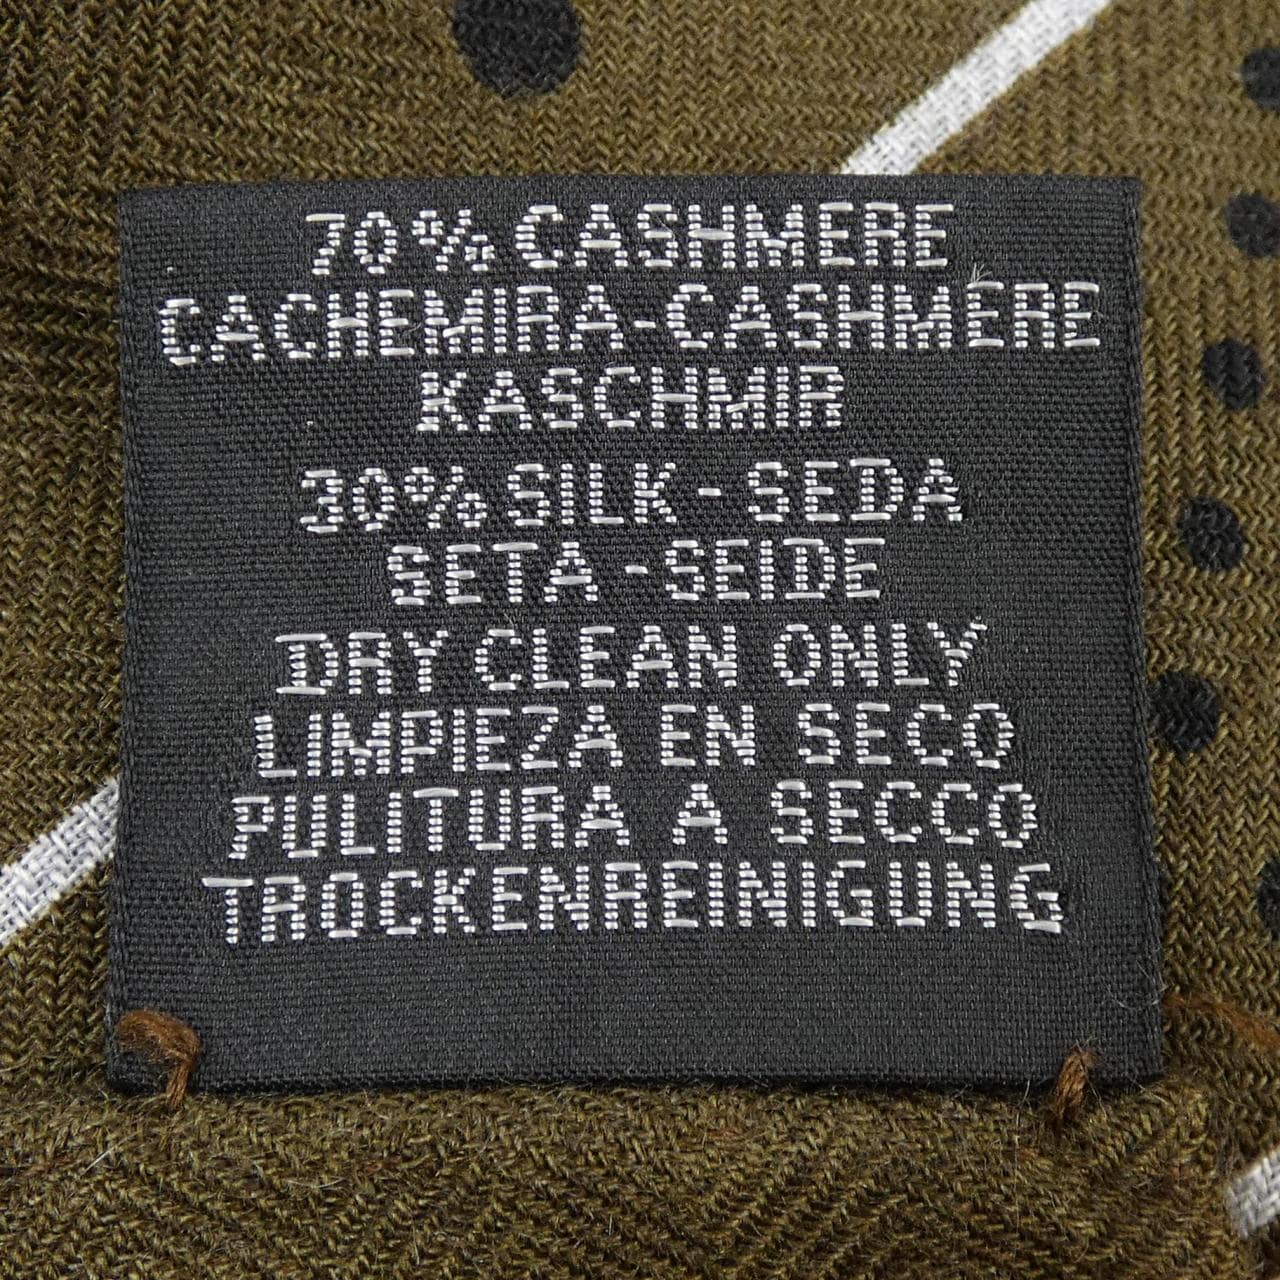 70% CASHMERE
CACHEMIRA-CASHMERE
KASCHMIR
30% SILK - SEDA
SETA - SEIDE
DRY CLEAN ONLY
LIMPIEZA EN SECO
PULITURA A SECCO
TROCKENREINIGUNG